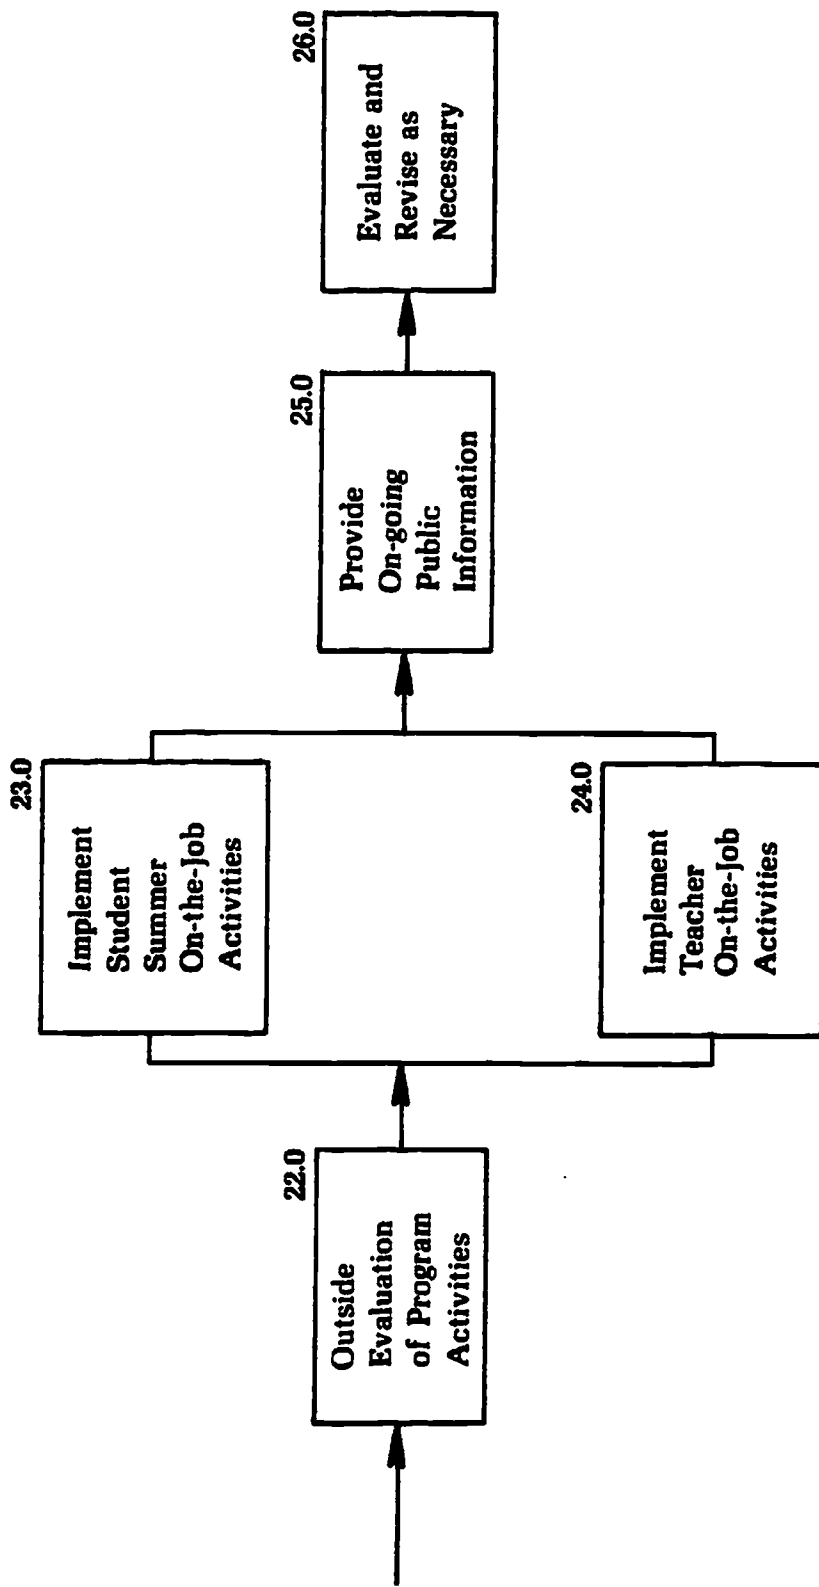 22.0
Outside
Evaluation
of Program
Activities
23.0
Implement
Student
Summer
On-the-Job
Activities
24.0
Implement
Teacher
On-the-Job
Activities
25.0
Provide
On-going
Public
Information
26.0
Evaluate and
Revise as
Necessary